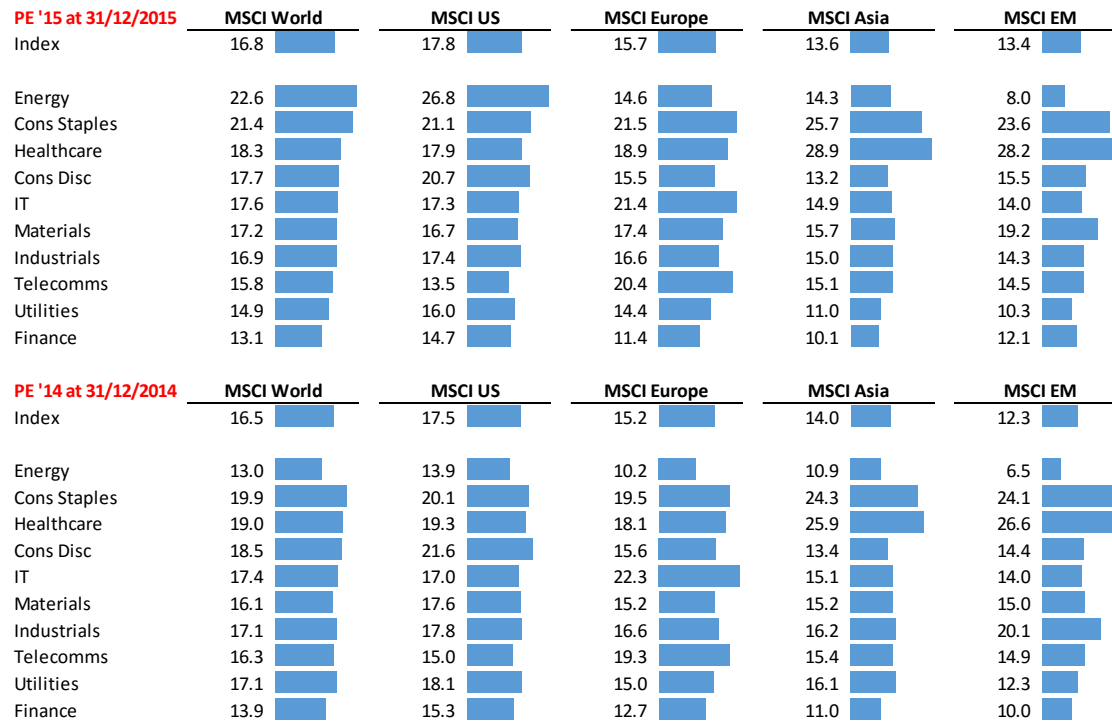 PE '15 at 31/12/2015 MSCI World MSCI US MSCI Europe MSCI Asia MSCI EM
Index 16.8 17.8 15.7 13.6 13.4
Energy 22.6 26.8 14.6 14.3 8.0
Cons Staples 21.4 21.1 21.5 25.7 23.6
Healthcare 18.3 17.9 18.9 28.9 28.2
Cons Disc 17.7 20.7 15.5 13.2 15.5
IT 17.6 17.3 21.4 14.9 14.0
Materials 17.2 16.7 17.4 15.7 19.2
Industrials 16.9 17.4 16.6 15.0 14.3
Telecomms 15.8 13.5 20.4 15.1 14.5
Utilities 14.9 16.0 14.4 11.0 10.3
Finance 13.1 14.7 11.4 10.1 12.1
PE '14 at 31/12/2014 MSCI World MSCI US MSCI Europe MSCI Asia MSCI EM
Index 16.5 17.5 15.2 14.0 12.3
Energy 13.0 13.9 10.2 10.9 6.5
Cons Staples 19.9 20.1 19.5 24.3 24.1
Healthcare 19.0 19.3 18.1 25.9 26.6
Cons Disc 18.5 21.6 15.6 13.4 14.4
IT 17.4 17.0 22.3 15.1 14.0
Materials 16.1 17.6 15.2 15.2 15.0
Industrials 17.1 17.8 16.6 16.2 20.1
Telecomms 16.3 15.0 19.3 15.4 14.9
Utilities 17.1 18.1 15.0 16.1 12.3
Finance 13.9 15.3 12.7 11.0 10.0